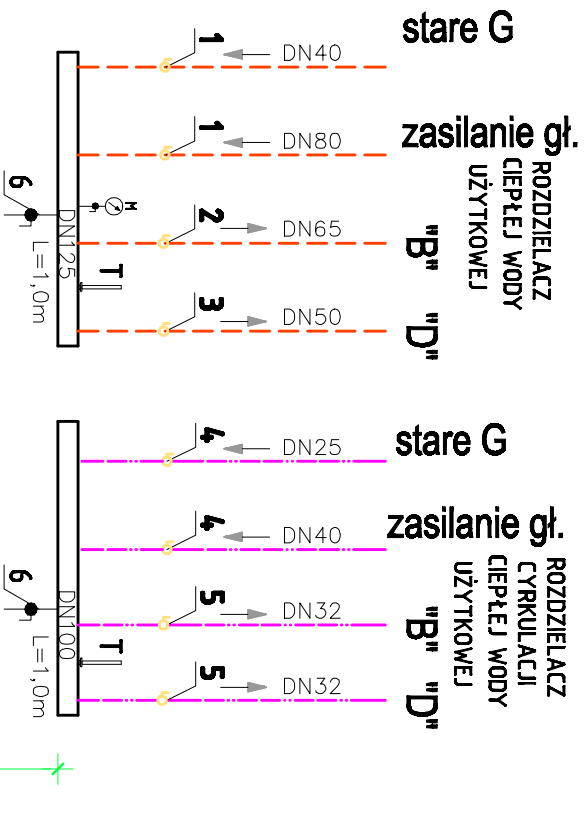 stare G
1
DN40
zasilanie gł.
1
DN80
ROZDZIELACZ
CIEPŁEJ WODY
UŻYTKOWEJ
6
M
2
DN65
"B"
DN125
L=1,0m
T
3
DN50
"D"
stare G
4
DN25
zasilanie gł.
4
DN40
ROZDZIELACZ
CYRKULACJI
CIEPŁEJ WODY
UŻYTKOWEJ
6
5
DN32
"B"
DN100
L=1,0m
T
5
DN32
"D"